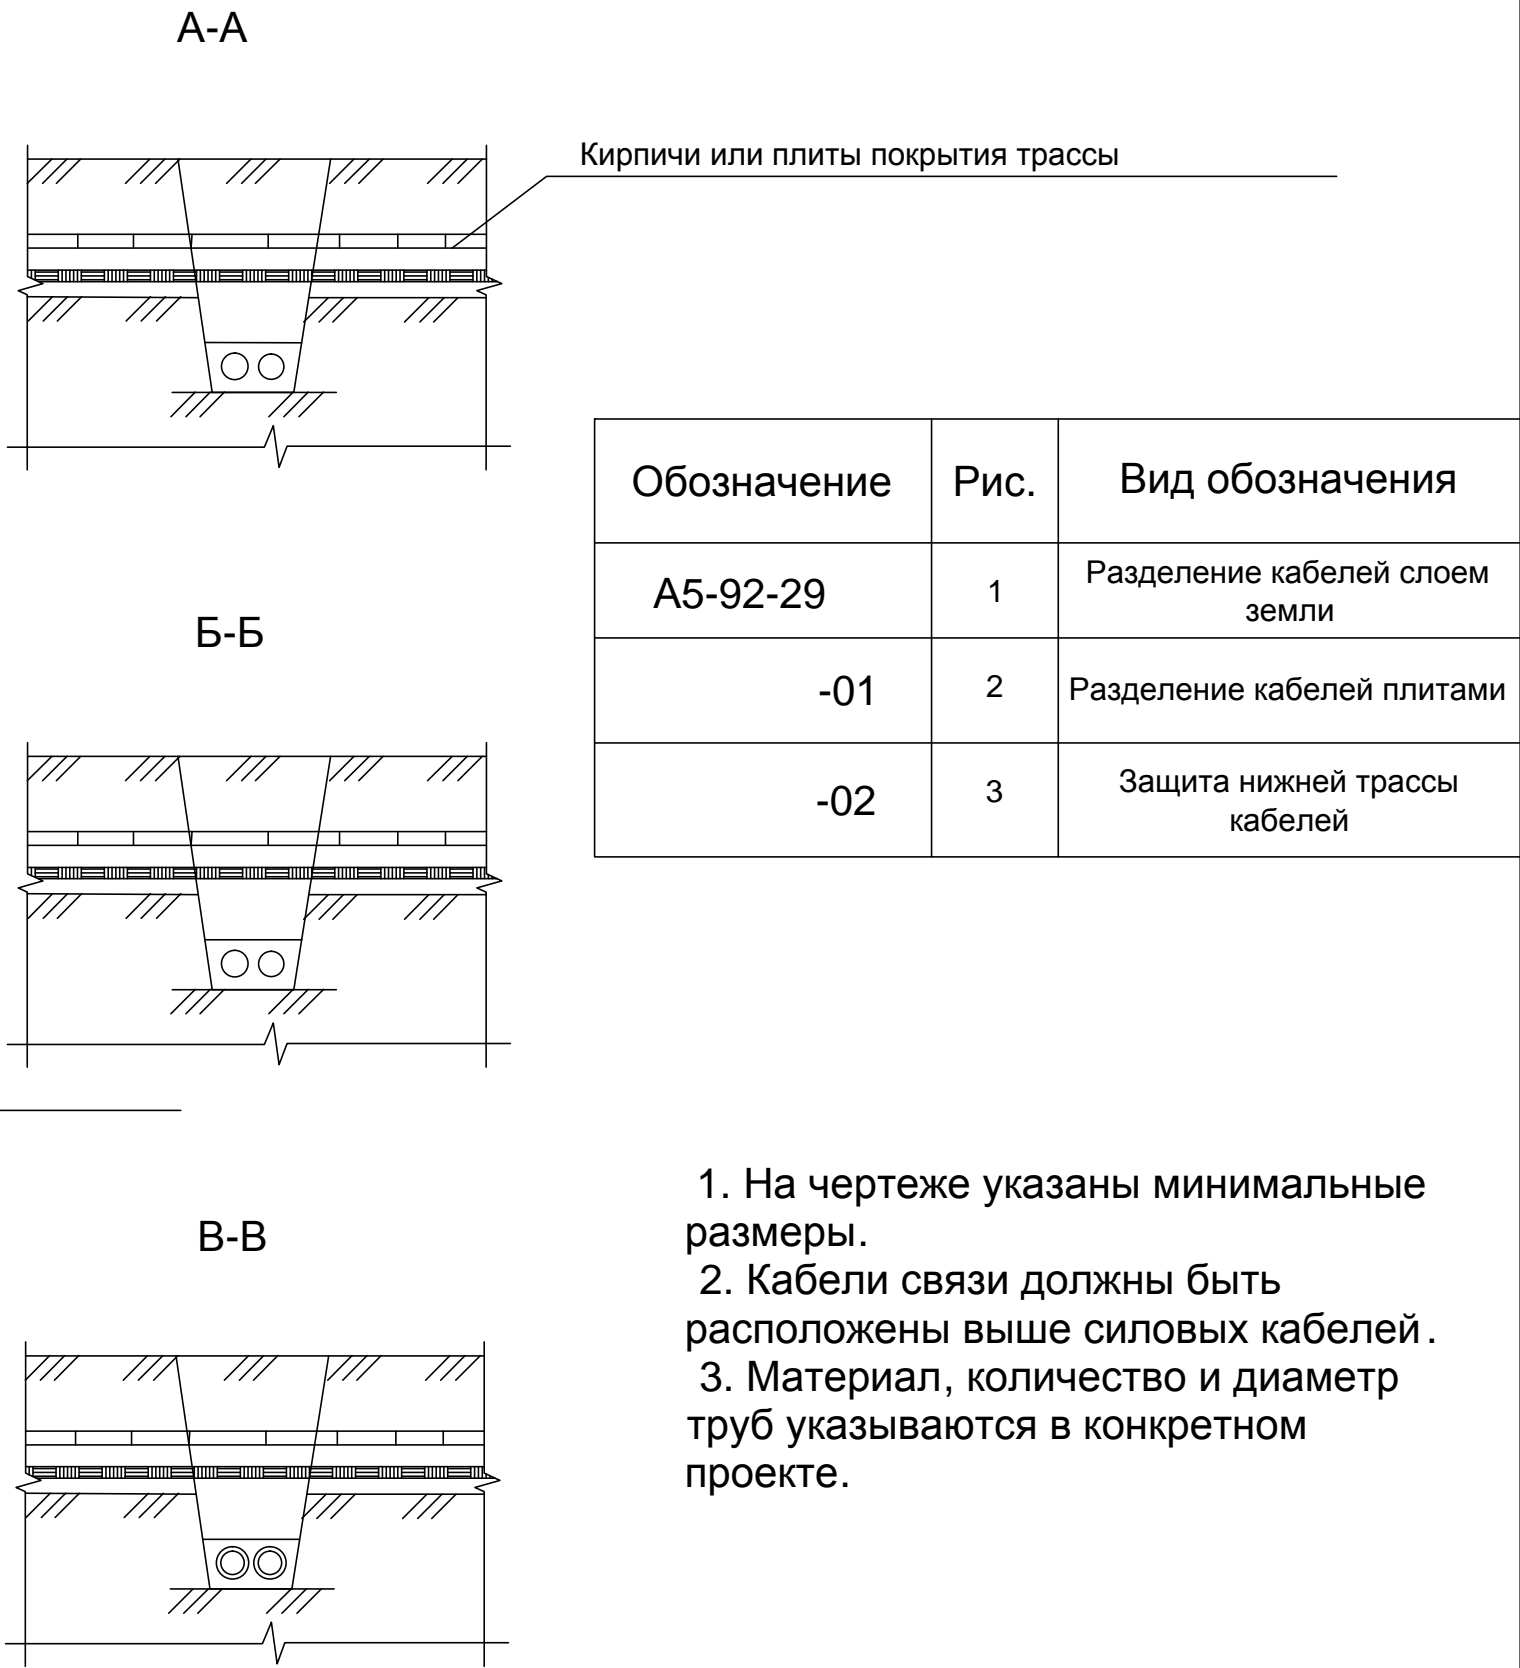 А-А
Кирпичи или плиты покрытия трассы
Обозначение Рис. Вид обозначения
А5-92-29 1 Разделение кабелей слоем
земли
Б-Б
-01 2 Разделение кабелей плитами
-02 3 Защита нижней трассы
кабелей
В-В
1. На чертеже указаны минимальные
размеры.
2. Кабели связи должны быть
расположены выше силовых кабелей.
3. Материал, количество и диаметр
труб указываются в конкретном
проекте.